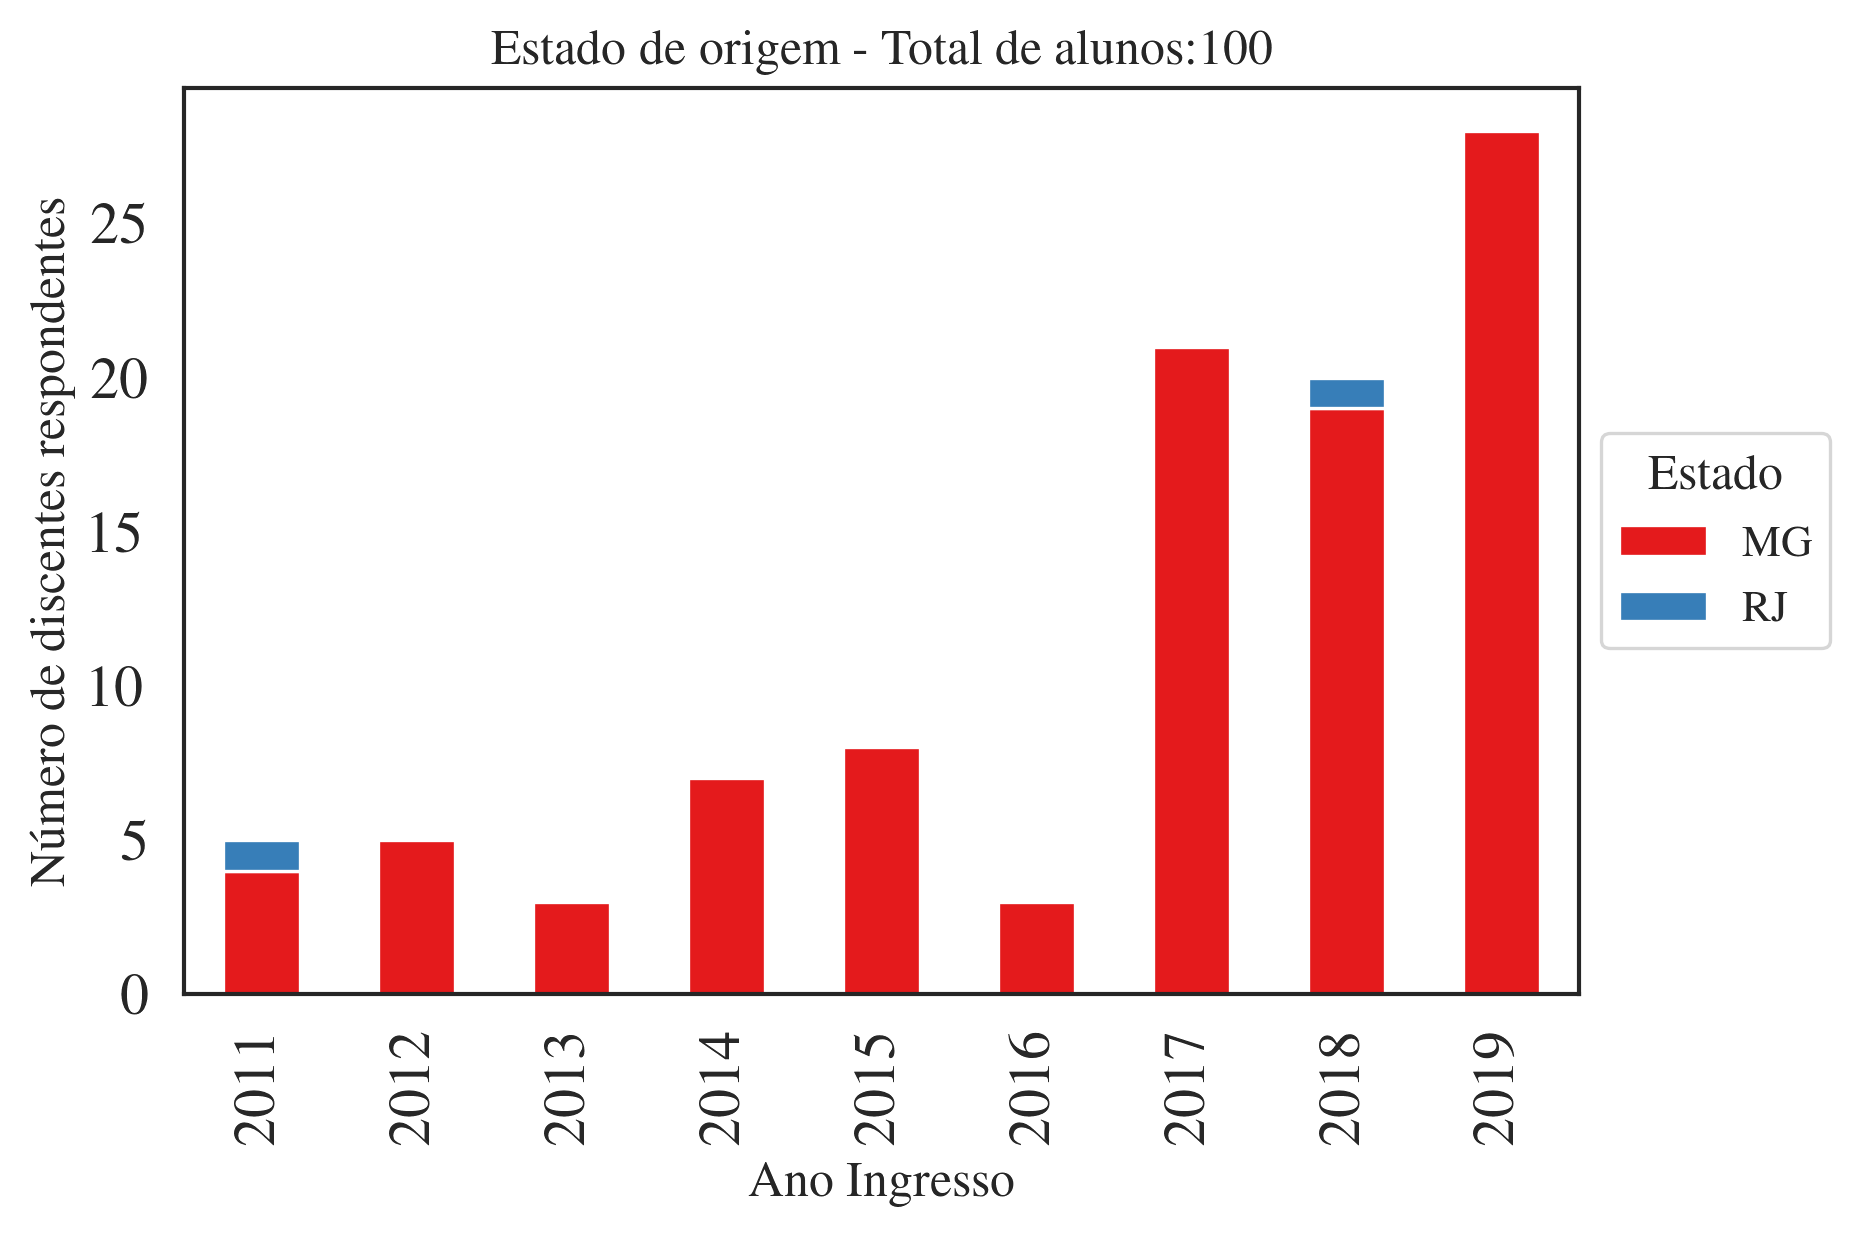 Estado de origem - Total de alunos:100
Número de discentes respondentes
25
20
15
10
5
0
2011
2012
2013
2014
2015
2016
2017
2018
2019
Ano Ingresso
Estado
MG
RJ